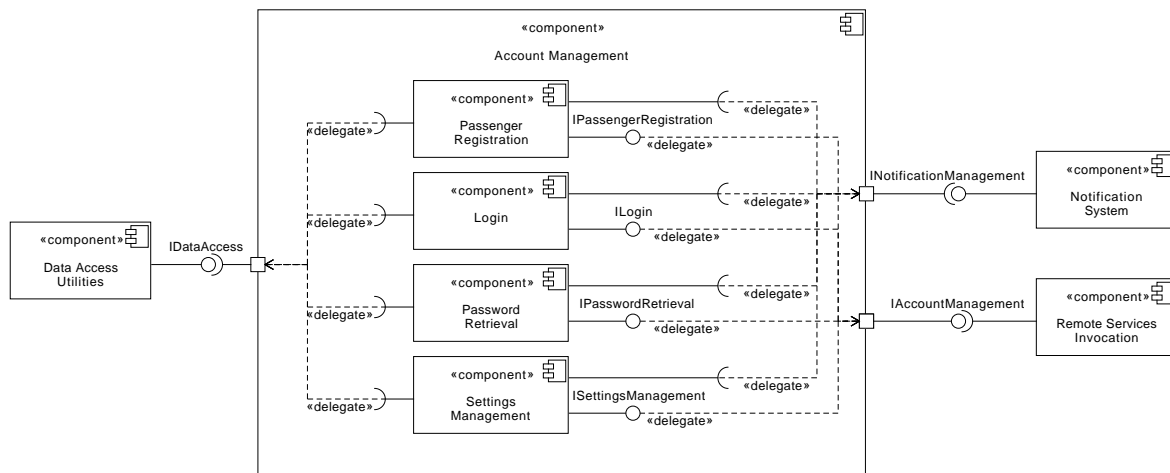 «component»
Account Management
«component»
Passenger
Registration
«delegate»
«delegate»
IPassengerRegistration
«delegate»
«component»
Login
«delegate»
«delegate»
ILogin
«delegate»
INotificationManagement
«component»
Notification
System
«component»
Data Access
Utilities
IDataAccess
«component»
Password
Retrieval
«delegate»
«delegate»
IPasswordRetrieval
«delegate»
IAccountManagement
«component»
Remote Services
Invocation
«component»
Settings
Management
«delegate»
«delegate»
ISettingsManagement
«delegate»